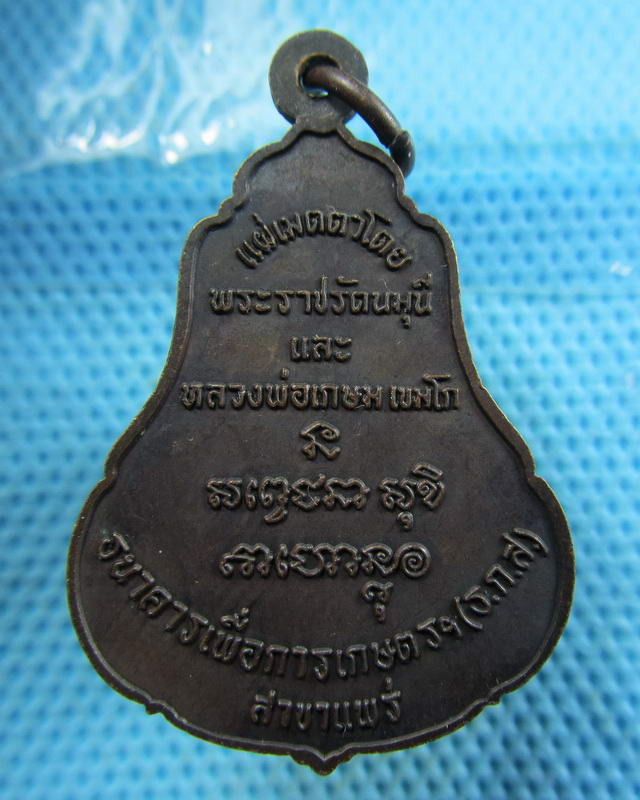 แผ่เมตตาโดย
พระราชรัตนมุนี
และ
หลวงพ่อเกษม เขมโก
ธนาคารเพื่อการเกษตรฯ(ธ.ก.ส)
สาขาแพร่